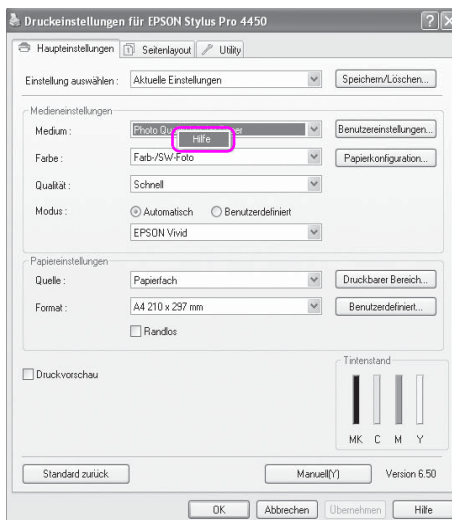 Druckeinstellungen für EPSON Stylus Pro 4450
Haupteinstellungen Seitenlayout Utility
Einstellung auswählen : Aktuelle Einstellungen Speichern/Löschen...
Medieneinstellungen
Medium : Photo Benutzereinstellungen...
Hilfe
Farbe : Farb-/SW-Foto Papierkonfiguration...
Qualität : Schnell
Modus : Automatisch Benutzerdefiniert
EPSON Vivid
Papiereinstellungen
Quelle : Papierfach Druckbarer Bereich...
Format : A4 210 x 297 mm Benutzerdefiniert...
Randlos
Druckvorschau
Tintenstand
MK C M Y
Standard zurück Manuell(Y) Version 6.50
OK Abbrechen Übernehmen Hilfe